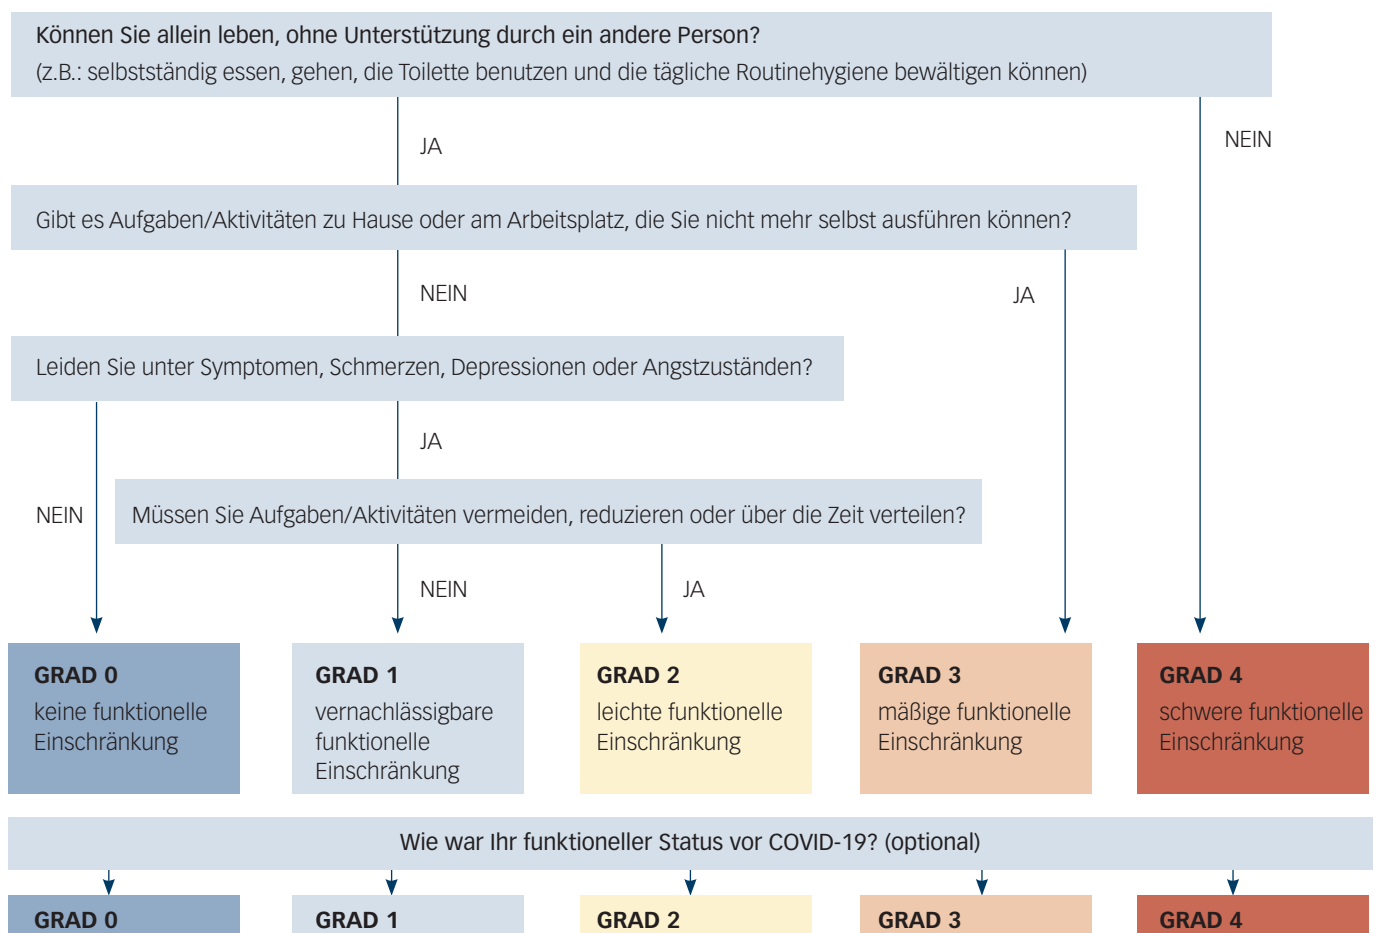 Können Sie allein leben, ohne Unterstützung durch ein andere Person?
(z.B.: selbstständig essen, gehen, die Toilette benutzen und die tägliche Routinehygiene bewältigen können)
JA
NEIN
Gibt es Aufgaben/Aktivitäten zu Hause oder am Arbeitsplatz, die Sie nicht mehr selbst ausführen können?
NEIN
JA
Leiden Sie unter Symptomen, Schmerzen, Depressionen oder Angstzuständen?
JA
NEIN
Müssen Sie Aufgaben/Aktivitäten vermeiden, reduzieren oder über die Zeit verteilen?
NEIN
JA
GRAD 0
keine funktionelle
Einschränkung
GRAD 1
vernachlässigbare
funktionelle
Einschränkung
GRAD 2
leichte funktionelle
Einschränkung
GRAD 3
mäßige funktionelle
Einschränkung
GRAD 4
schwere funktionelle
Einschränkung
Wie war Ihr funktioneller Status vor COVID-19? (optional)
GRAD 0
GRAD 1
GRAD 2
GRAD 3
GRAD 4